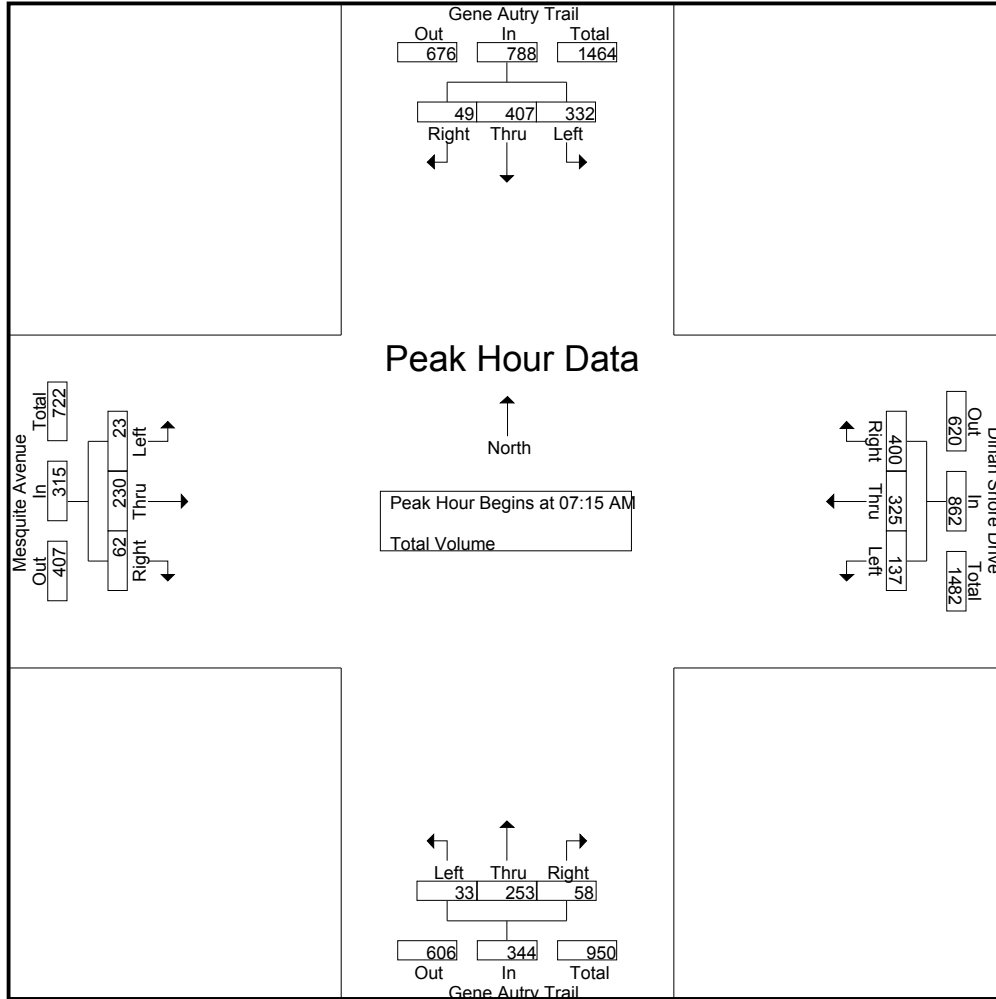 Gene Autry Trail
Out In Total
676 788 1464
49 407 332
Right Thru Left
Peak Hour Data
North
Peak Hour Begins at 07:15 AM
Total Volume
Mesquite Avenue
Out In Total
407 315 722
62 230 23
Right Thru Left
Dinah Shore Drive
Out In Total
620 862 1482
400 325 137
Right Thru Left
Left Thru Right
33 253 58
606 344 950
Out In Total
Gene Autry Trail